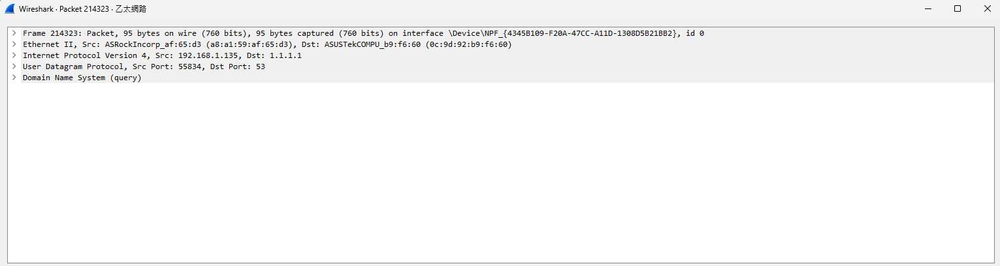 Wireshark · Packet 214323 · 乙太網路
Frame 214323: Packet, 95 bytes on wire (760 bits), 95 bytes captured (760 bits) on interface \Device\NPF_{4345B109-F20A-47CC-A11D-1308D5B21BB2}, id 0
Ethernet II, Src: ASRockIncorp_af:65:d3 (a8:a1:59:af:65:d3), Dst: ASUSTekCOMPU_b9:f6:60 (0c:9d:92:b9:f6:60)
Internet Protocol Version 4, Src: 192.168.1.135, Dst: 1.1.1.1
User Datagram Protocol, Src Port: 55834, Dst Port: 53
Domain Name System (query)